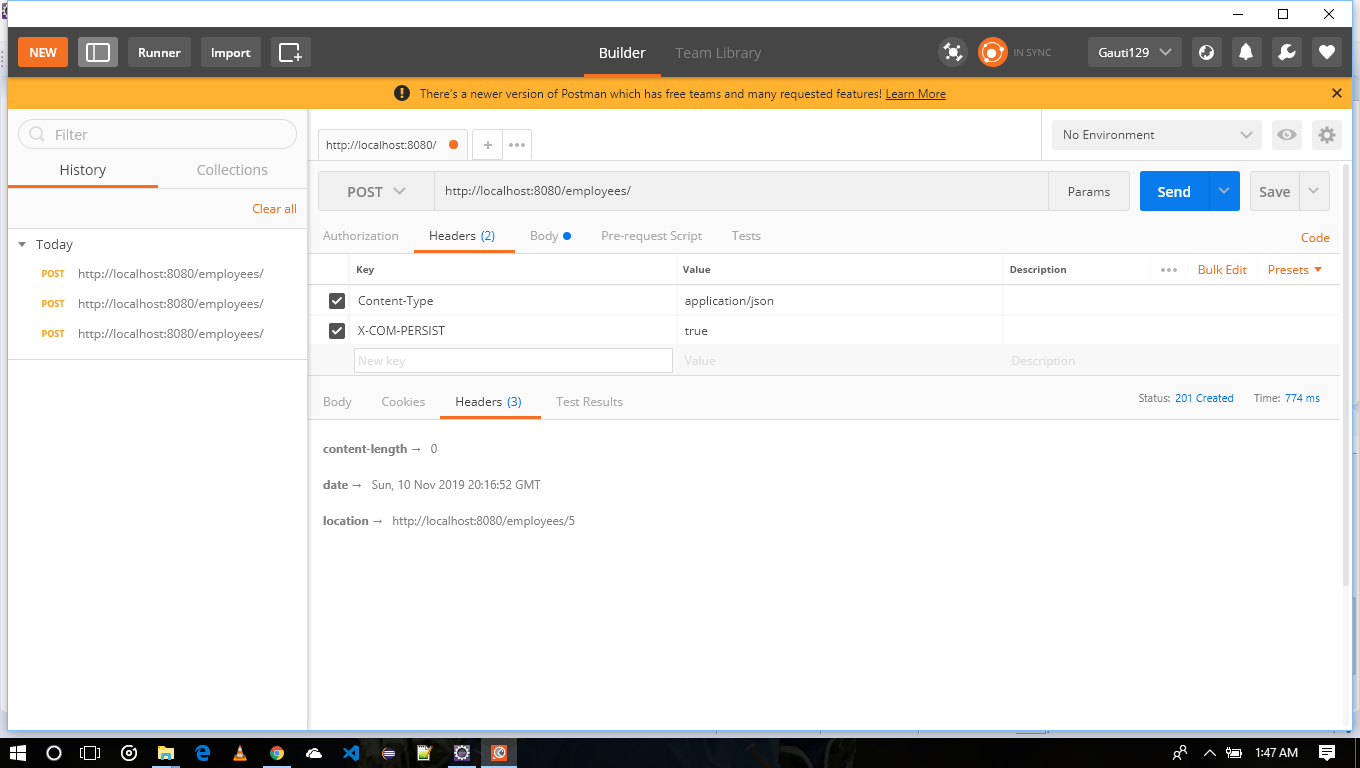 NEW
Runner
Import
Builder
Team Library
IN SYNC
Gauti129
There's a newer version of Postman which has free teams and many requested features! Learn More
Filter
History
Collections
Clear all
Today
POST http://localhost:8080/employees/
POST http://localhost:8080/employees/
POST http://localhost:8080/employees/
http://localhost:8080/
No Environment
POST
http://localhost:8080/employees/
Params
Send
Save
Authorization
Headers (2)
Body
Pre-request Script
Tests
Code
Key
Value
Description
Bulk Edit
Presets
Content-Type
application/json
X-COM-PERSIST
true
New key
Value
Description
Body
Cookies
Headers (3)
Test Results
Status: 201 Created
Time: 774 ms
content-length → 0
date → Sun, 10 Nov 2019 20:16:52 GMT
location → http://localhost:8080/employees/5
1:47 AM